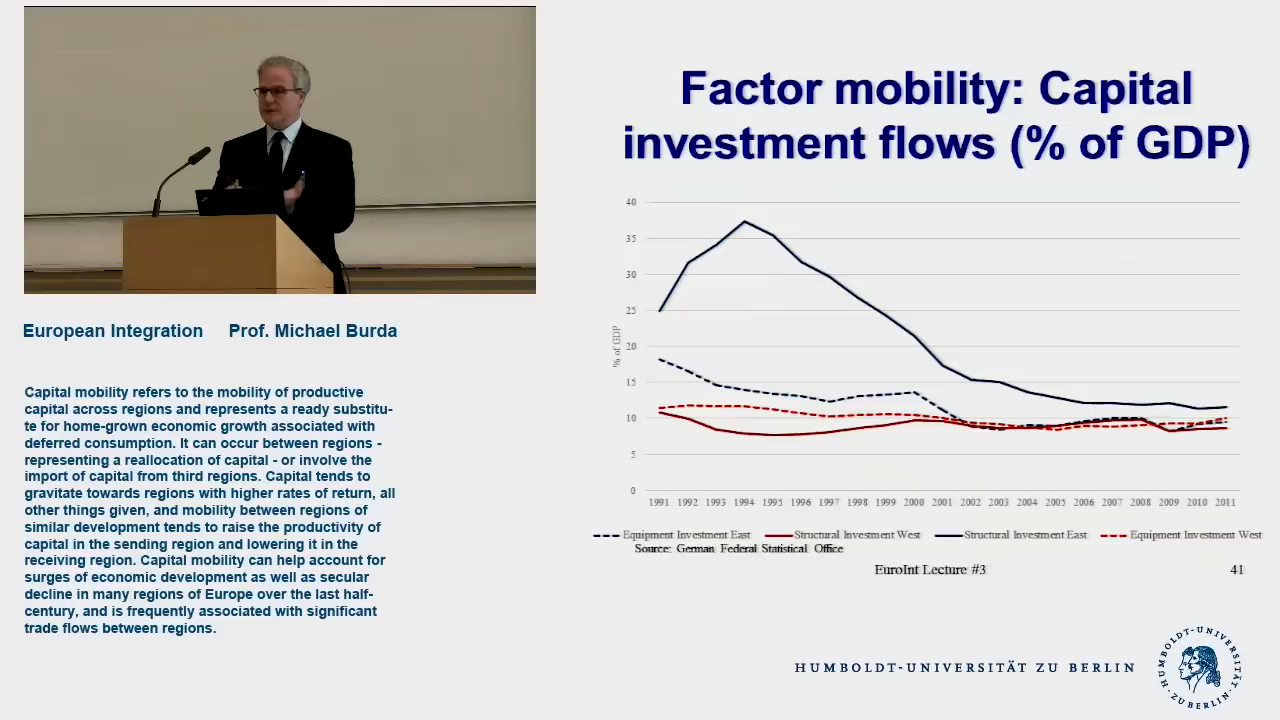 Factor mobility: Capital
investment flows (% of GDP)
European Integration Prof. Michael Burda
Capital mobility refers to the mobility of productive
capital across regions and represents a ready substitu-
te for home-grown economic growth associated with
deferred consumption. It can occur between regions -
representing a reallocation of capital - or involve the
import of capital from third regions. Capital tends to
gravitate towards regions with higher rates of return, all
other things given, and mobility between regions of
similar development tends to raise the productivity of
capital in the sending region and lowering it in the
receiving region. Capital mobility can help account for
surges of economic development as well as secular
decline in many regions of Europe over the last half-
century, and is frequently associated with significant
trade flows between regions.
% of GDP
40
35
30
25
20
15
10
5
0
1991 1992 1993 1994 1995 1996 1997 1998 1999 2000 2001 2002 2003 2004 2005 2006 2007 2008 2009 2010 2011
Equipment Investment East Structural Investment West Structural Investment East Equipment Investment West
Source: German Federal Statistical Office
EuroInt Lecture #3 41
HUMBOLDT-UNIVERSITÄT ZU BERLIN
HUMBOLDT-UNIVERSITÄT
ZU BERLIN